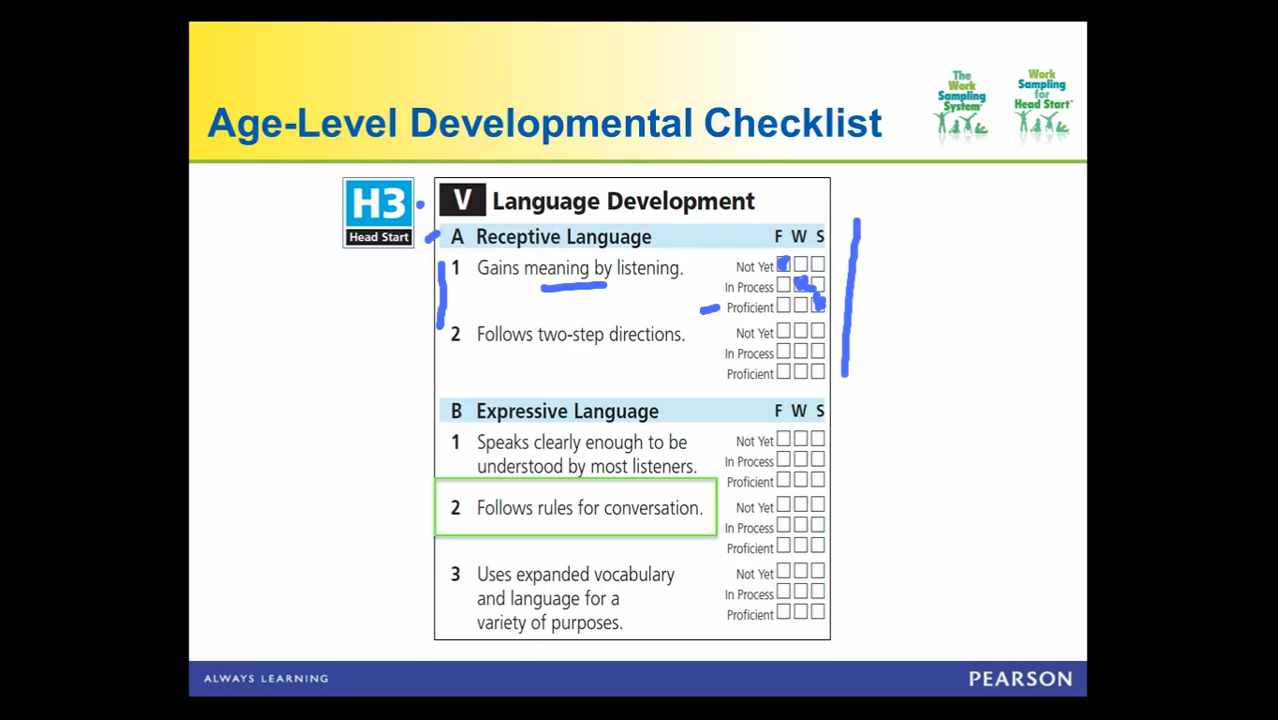 The
Work
Sampling
System™
Work
Sampling
for
Head Start™
Age-Level Developmental Checklist
H3
Head Start
V Language Development
A Receptive Language F W S
1 Gains meaning by listening. Not Yet
In Process
Proficient
2 Follows two-step directions. Not Yet
In Process
Proficient
B Expressive Language F W S
1 Speaks clearly enough to be Not Yet
understood by most listeners. In Process
Proficient
2 Follows rules for conversation. Not Yet
In Process
Proficient
3 Uses expanded vocabulary Not Yet
and language for a In Process
variety of purposes. Proficient
ALWAYS LEARNING PEARSON